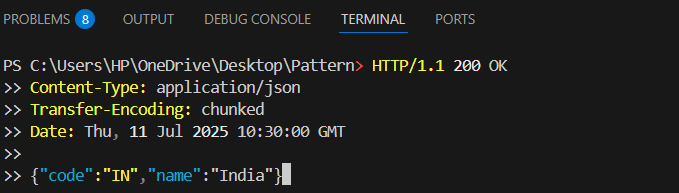 PROBLEMS 8 OUTPUT DEBUG CONSOLE TERMINAL PORTS
PS C:\Users\HP\OneDrive\Desktop\Pattern> HTTP/1.1 200 OK
>> Content-Type: application/json
>> Transfer-Encoding: chunked
>> Date: Thu, 11 Jul 2025 10:30:00 GMT
>>
>> {"code":"IN","name":"India"}